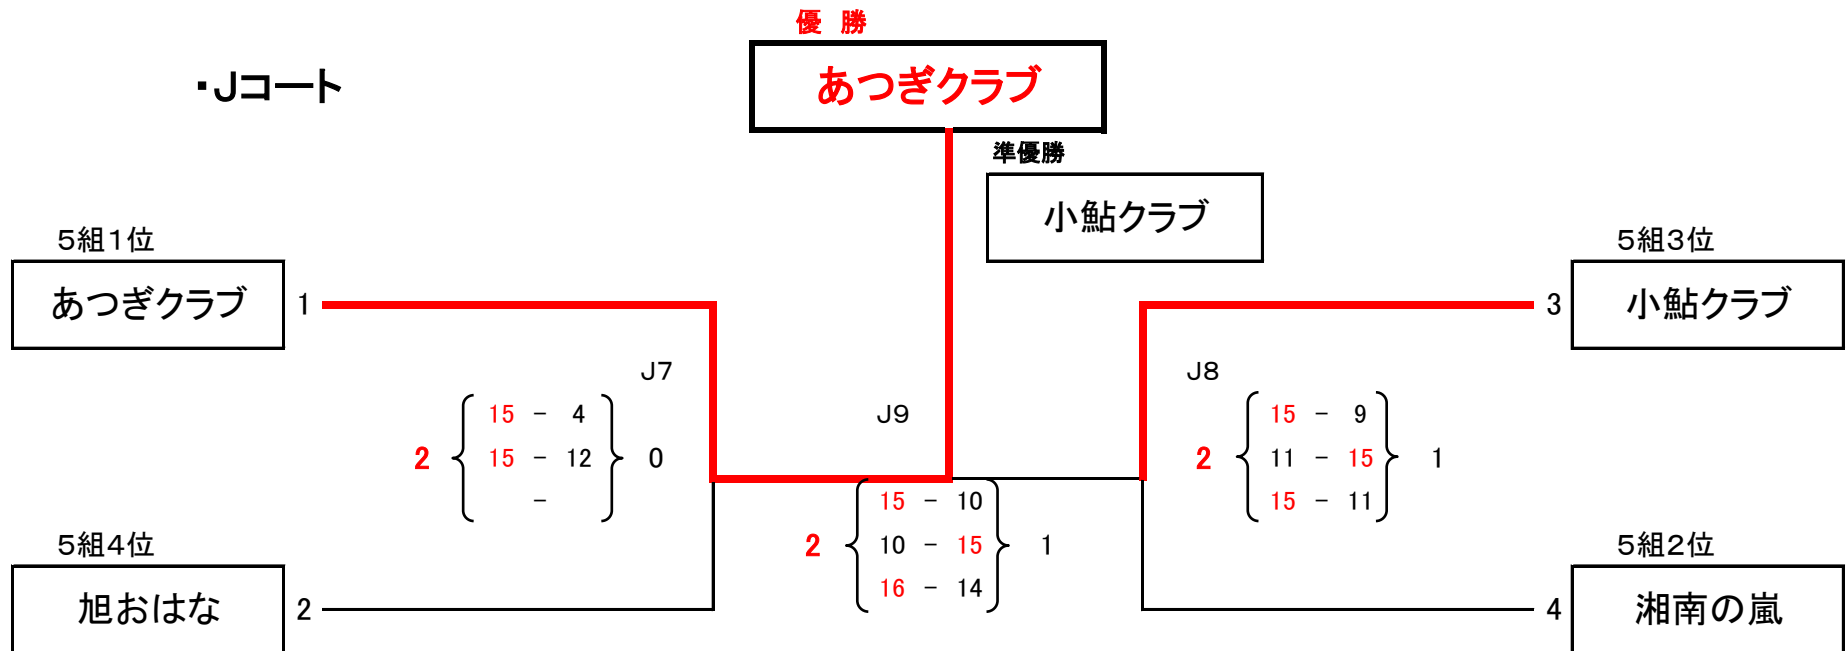 優 勝
・Jコート
あつぎクラブ
準優勝
小鮎クラブ
5組1位
5組3位
あつぎクラブ 1
3 小鮎クラブ
J7
J8
15 - 4
15 - 9
J9
2 15 - 12 0
2 11 - 15 1
-
15 - 11
15 - 10
5組4位
2 10 - 15 1
5組2位
16 - 14
旭おはな 2
4 湘南の嵐